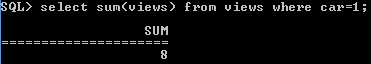 SQL> select sum(views) from views where car=1;
SUM
=====================
8